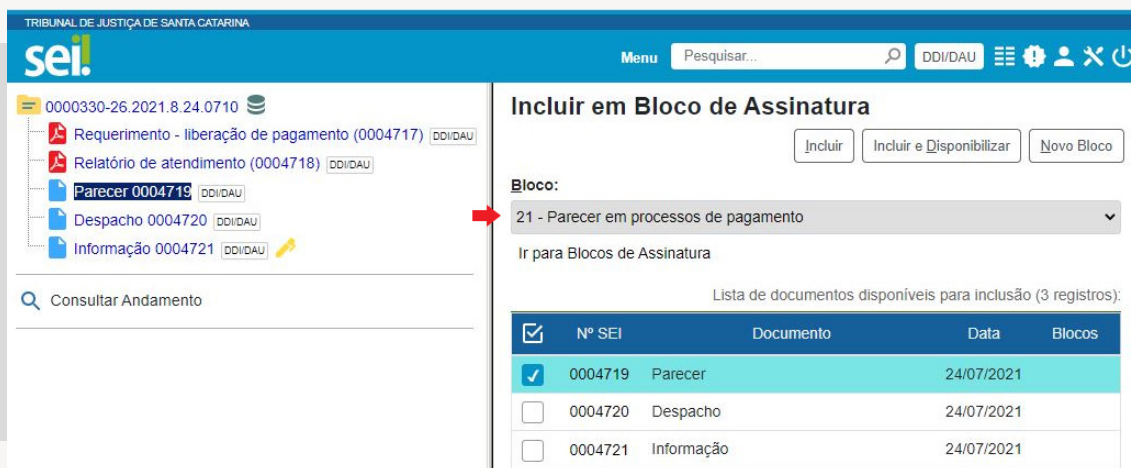 TRIBUNAL DE JUSTIÇA DE SANTA CATARINA
sei!
Menu Pesquisar... DDI/DAU
0000330-26.2021.8.24.0710
Requerimento - liberação de pagamento (0004717) DDI/DAU
Relatório de atendimento (0004718) DDI/DAU
Parecer 0004719 DDI/DAU
Despacho 0004720 DDI/DAU
Informação 0004721 DDI/DAU
Consultar Andamento
Incluir em Bloco de Assinatura
Incluir Incluir e Disponibilizar Novo Bloco
Bloco:
21 - Parecer em processos de pagamento
Ir para Blocos de Assinatura
Lista de documentos disponíveis para inclusão (3 registros):
Nº SEI Documento Data Blocos
0004719 Parecer 24/07/2021
0004720 Despacho 24/07/2021
0004721 Informação 24/07/2021